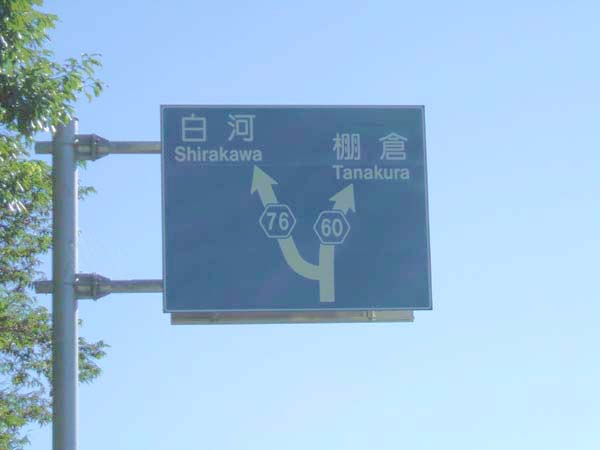 白河
Shirakawa
棚倉
Tanakura
76
60